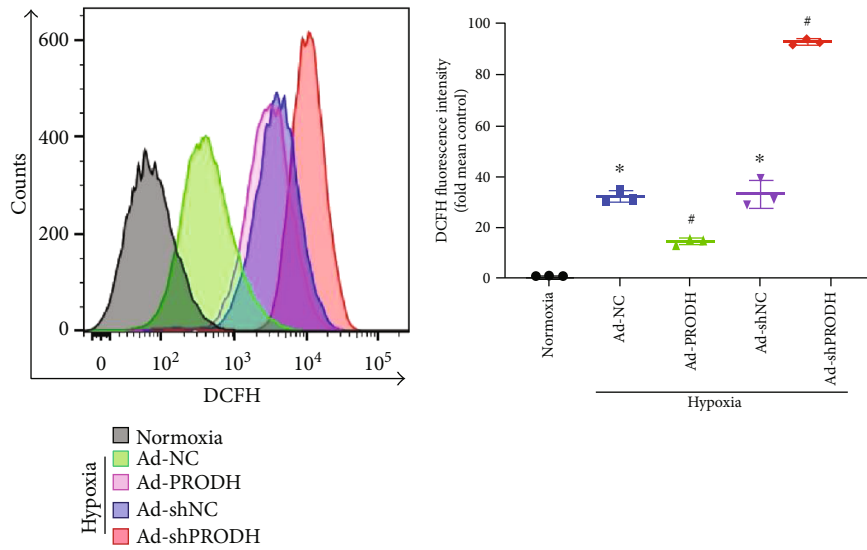 600
400
200
0
Counts
0
10²
10³
10⁴
10⁵
DCFH
Normoxia
Ad-NC
Ad-PRODH
Ad-shNC
Ad-shPRODH
Hypoxia
DCFH fluorescence intensity
(fold mean control)
100
80
60
40
20
0
*
#
*
#
Normoxia
Ad-NC
Ad-PRODH
Ad-shNC
Ad-shPRODH
Hypoxia